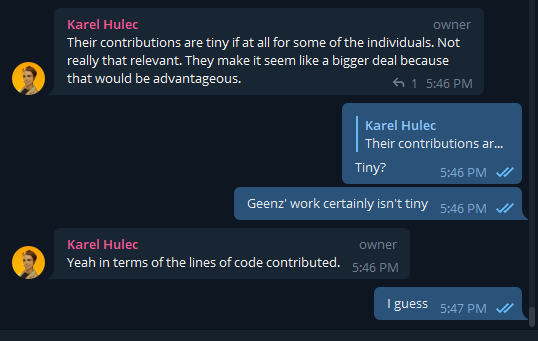 Karel Hulec owner
Their contributions are tiny if at all for some of the individuals. Not
really that relevant. They make it seem like a bigger deal because
that would be advantageous.
1 5:46 PM
Karel Hulec
Their contributions ar...
Tiny?
5:46 PM
Geenz' work certainly isn't tiny 5:46 PM
Karel Hulec owner
Yeah in terms of the lines of code contributed. 5:46 PM
I guess 5:47 PM